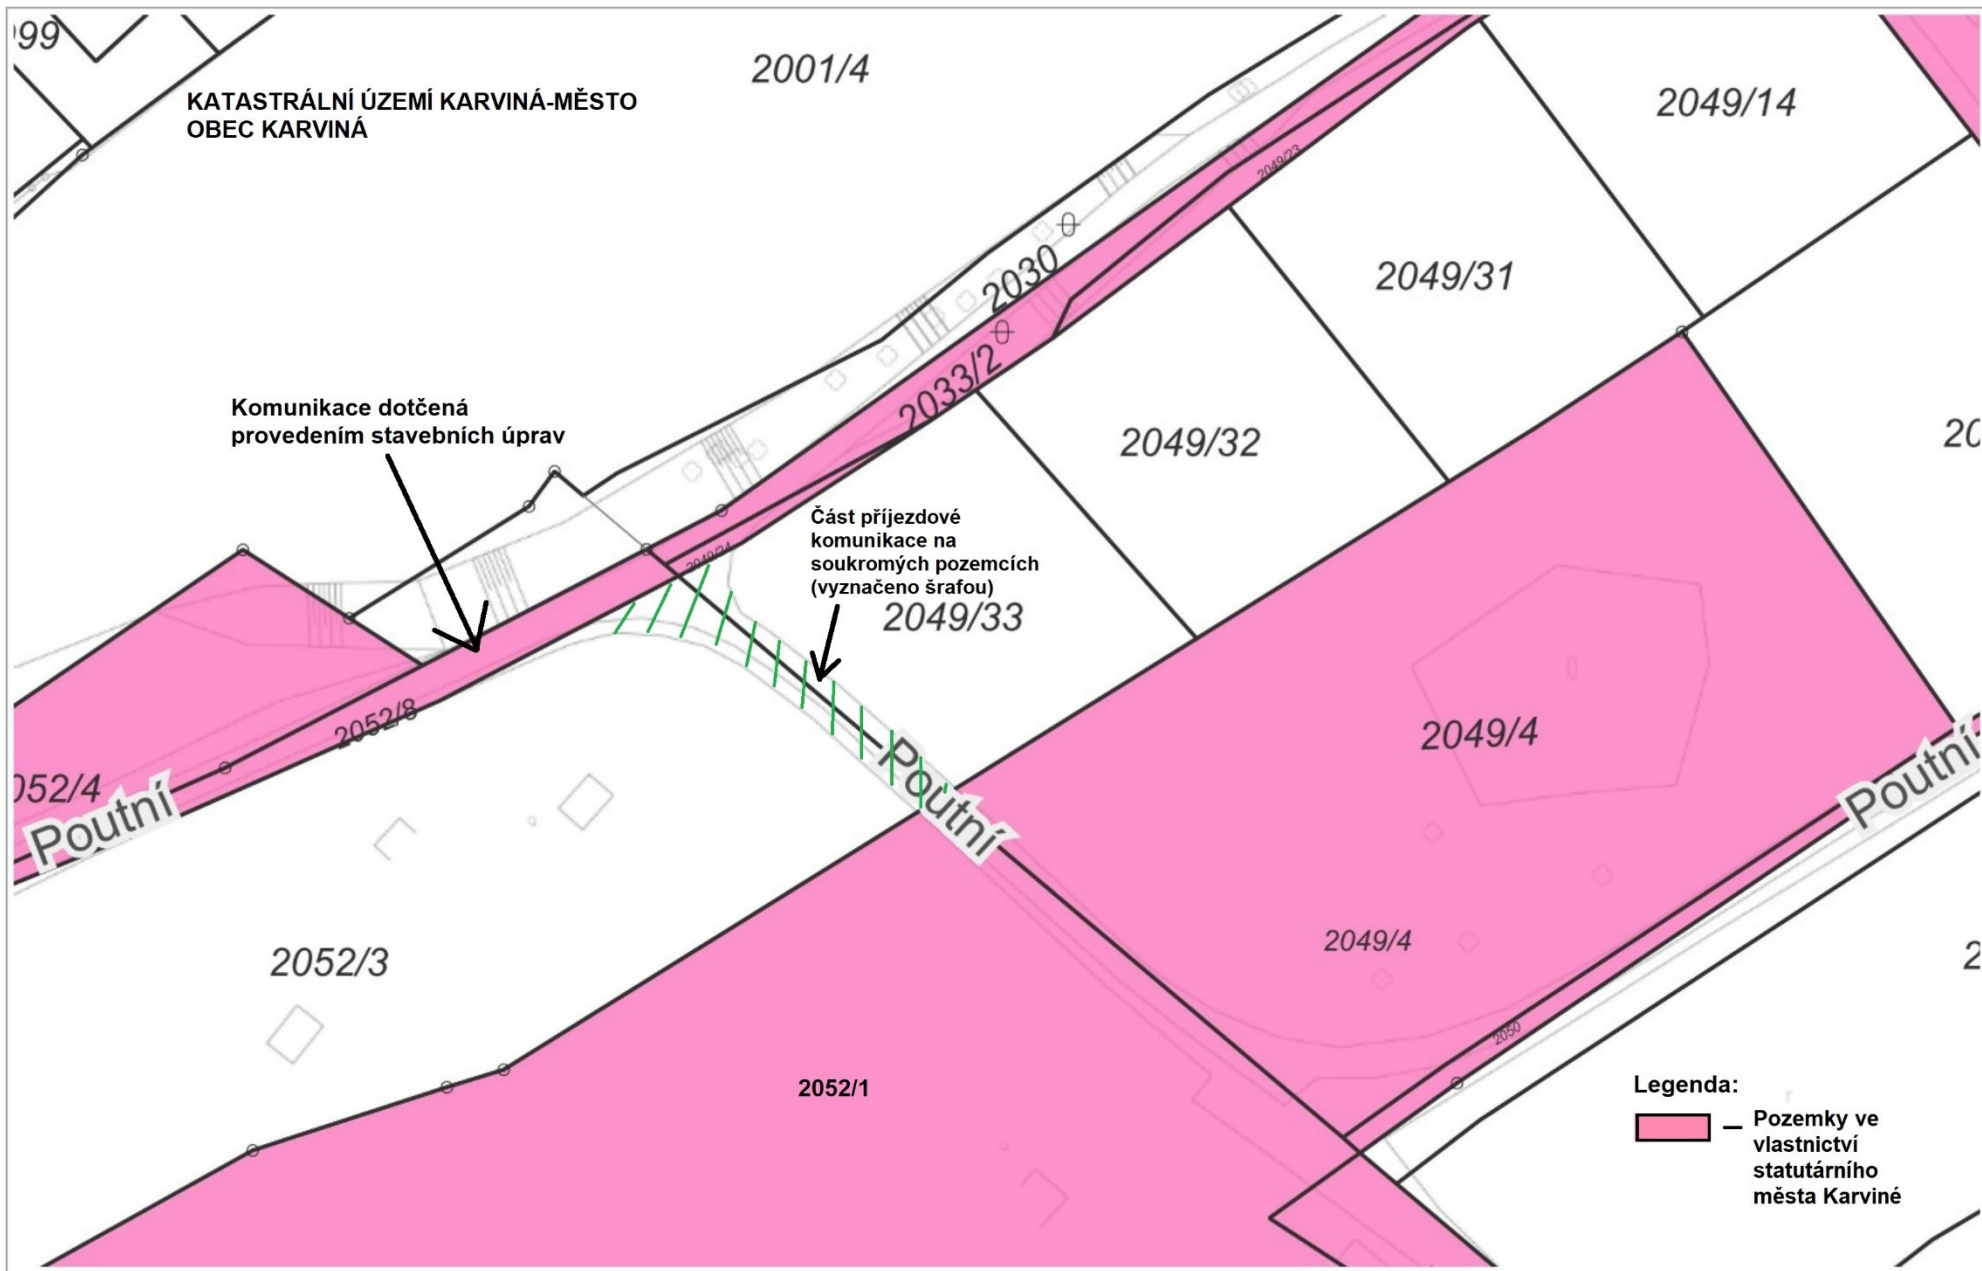 99
2001/4
KATASTRÁLNÍ ÚZEMÍ KARVINÁ-MĚSTO
OBEC KARVINÁ
2049/14
2049/23
2030
2049/31
2033/2
Komunikace dotčená
provedením stavebních úprav
2049/32
20
Část příjezdové
komunikace na
soukromých pozemcích
(vyznačeno šrafou)
2049/24
2049/33
2052/8
052/4
Poutní
Poutní
2049/4
Poutní
2052/3
2049/4
2
2050
2052/1
Legenda:
– Pozemky ve
vlastnictví
statutárního
města Karviné